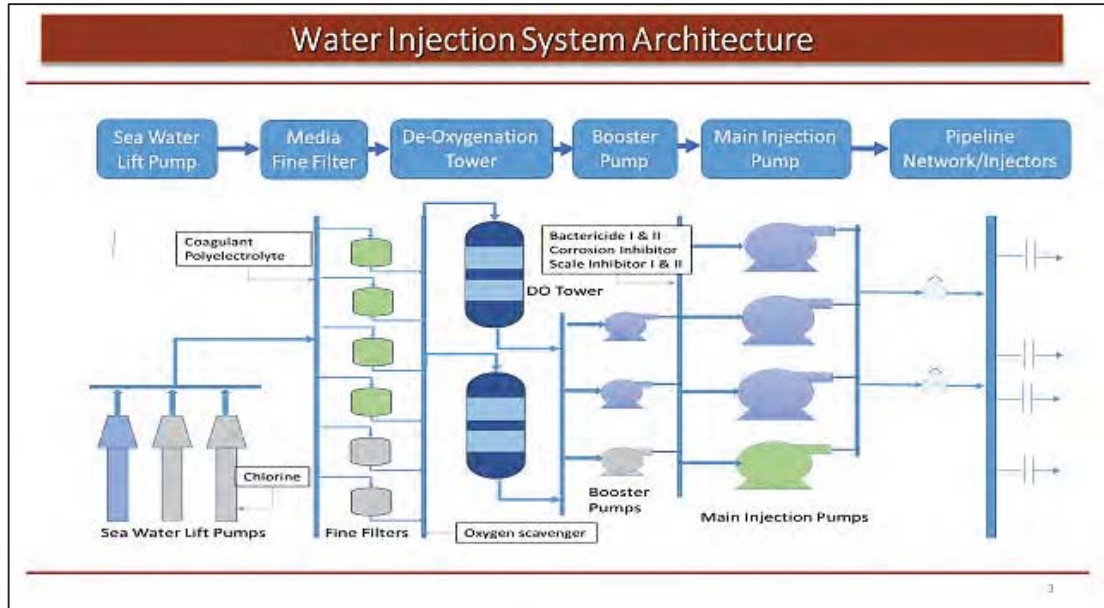 Water Injection System Architecture
Sea Water
Lift Pump
Media
Fine Filter
De-Oxygenation
Tower
Booster
Pump
Main Injection
Pump
Pipeline
Network/Injectors
Coagulant
Polyelectrolyte
Bactericide I & II
Corrosion Inhibitor
Scale Inhibitor I & II
DO Tower
Chlorine
Sea Water Lift Pumps
Fine Filters
Oxygen scavenger
Booster
Pumps
Main Injection Pumps
3